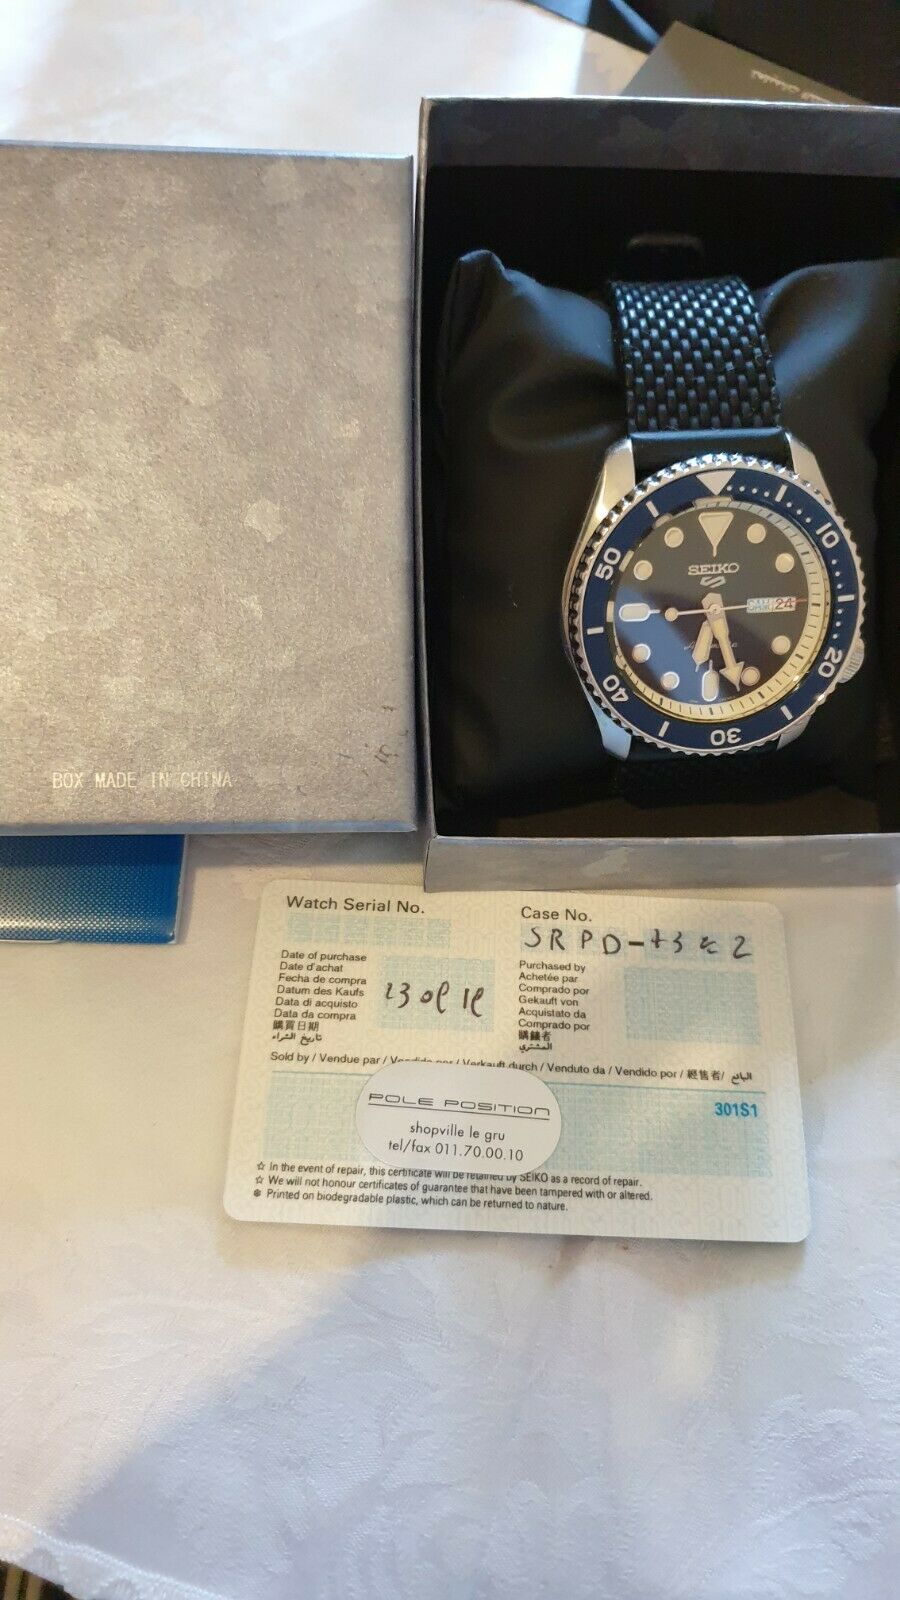 10
50
20
40
30
SEIKO
5
24
BOX MADE IN CHINA
Watch Serial No.
Case No.
SRPD-
Date of purchase
Date d'achat
Fecha de compra
Datum des Kaufs
Data di acquisto
Data da compra
購買日期
تاريخ الشراء
Purchased by
Achetée par
Comprado por
Gekauft von
Acquistato da
Comprado por
購錶者
المشتري
Sold by / Vendue par / Vendido por / Verkauft durch / Venduto da / Vendido por / 經售者/ البائع
301S1
POLE POSITION
shopville le gru
tel/fax 011.70.00.10
☆ In the event of repair, this certificate will be retained by SEIKO as a record of repair.
☆ We will not honour certificates of guarantee that have been tampered with or altered.
❁ Printed on biodegradable plastic, which can be returned to nature.